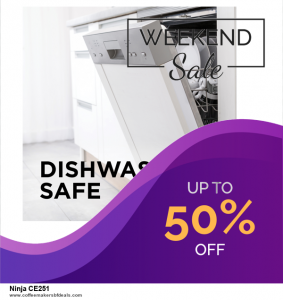 WEEKEND
Sale
DISHWAS
SAFE
UP TO
50%
OFF
Ninja CE251
www.coffeemakersbfdeals.com